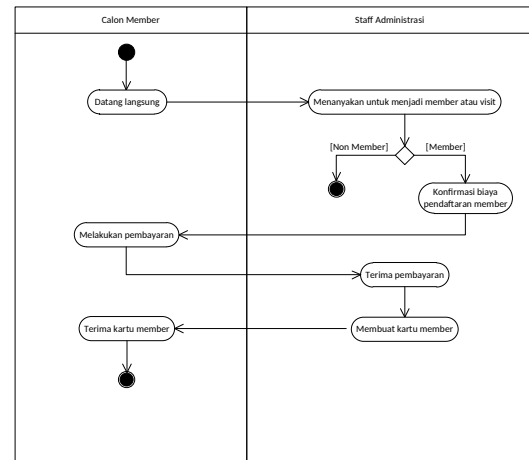 Calon Member
Staff Administrasi
Datang langsung
Menanyakan untuk menjadi member atau visit
[Non Member]
[Member]
Konfirmasi biaya
pendaftaran member
Melakukan pembayaran
Terima pembayaran
Terima kartu member
Membuat kartu member